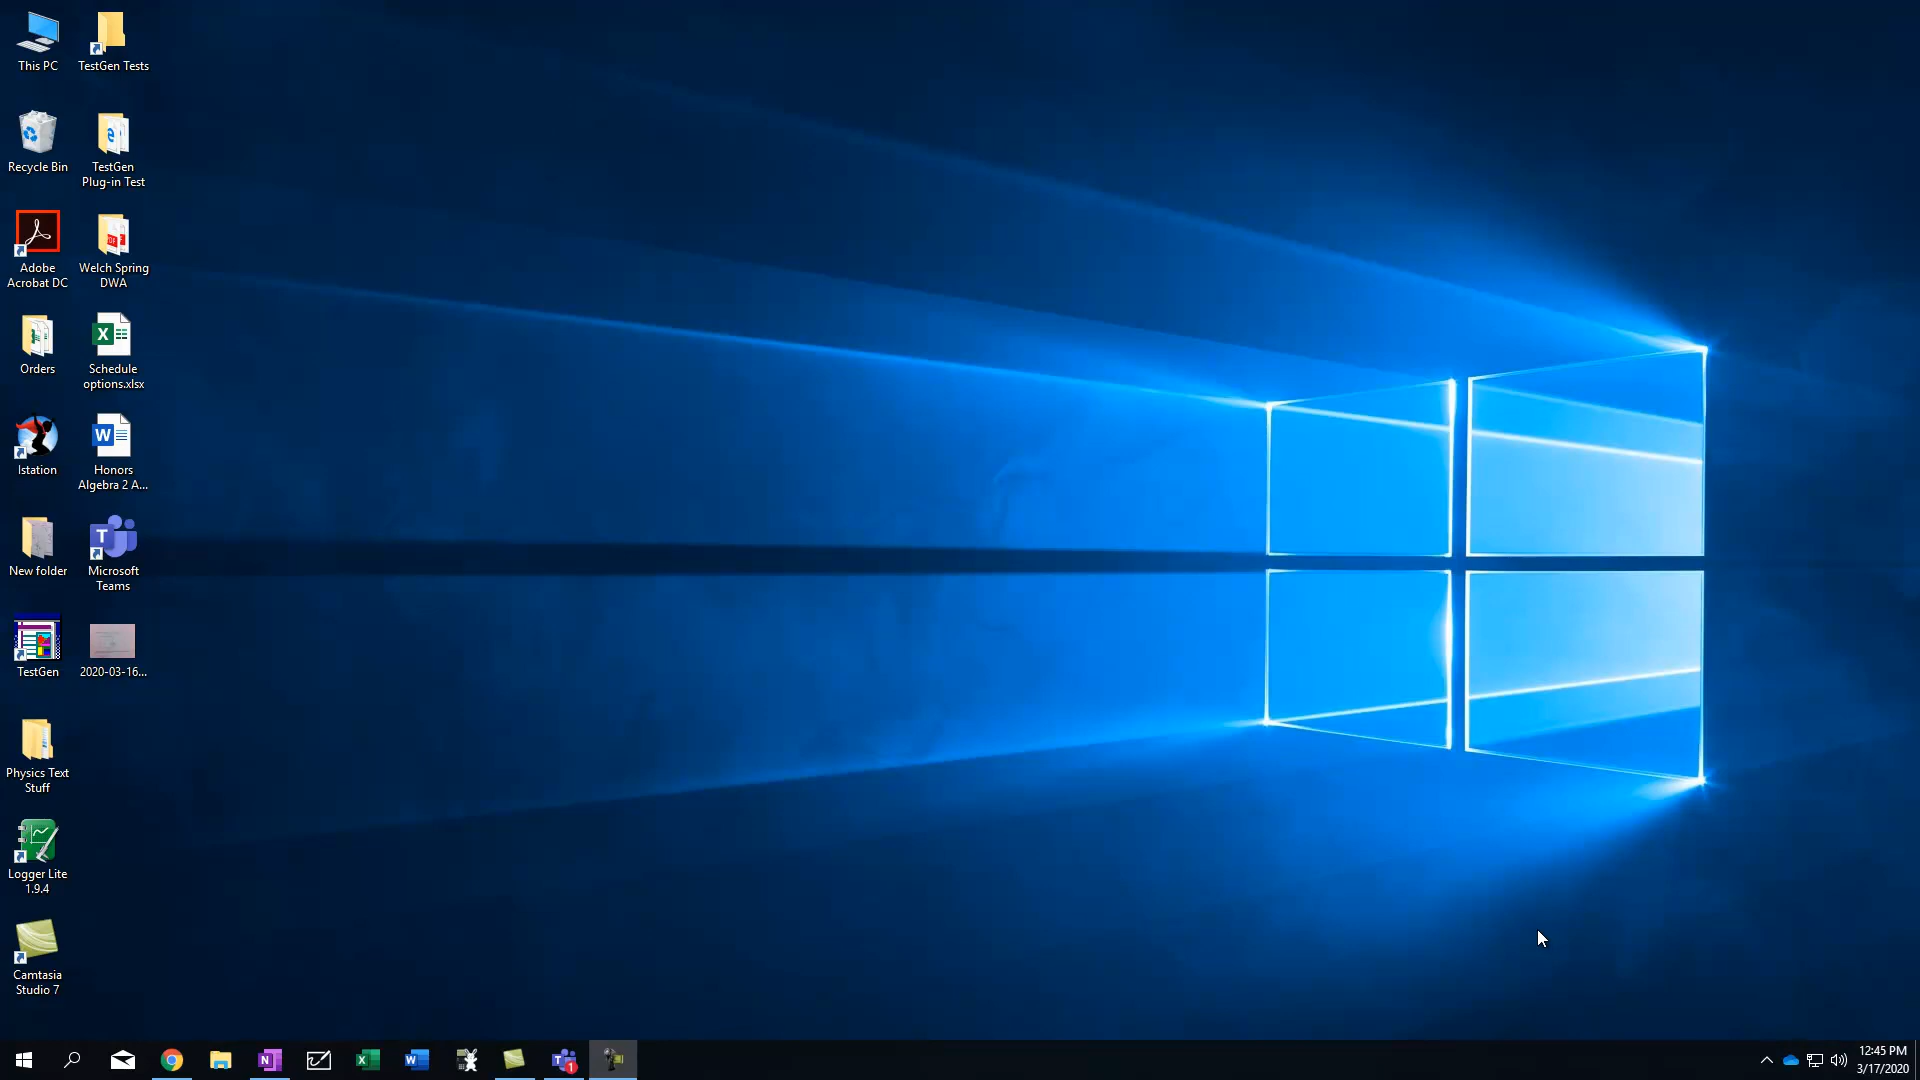 This PC
TestGen Tests
Recycle Bin
TestGen
Plug-in Test
Adobe
Acrobat DC
Welch Spring
DWA
Orders
Schedule
options.xlsx
Istation
Honors
Algebra 2 A...
New folder
Microsoft
Teams
TestGen
2020-03-16...
Physics Text
Stuff
Logger Lite
1.9.4
Camtasia
Studio 7
12:45 PM
3/17/2020